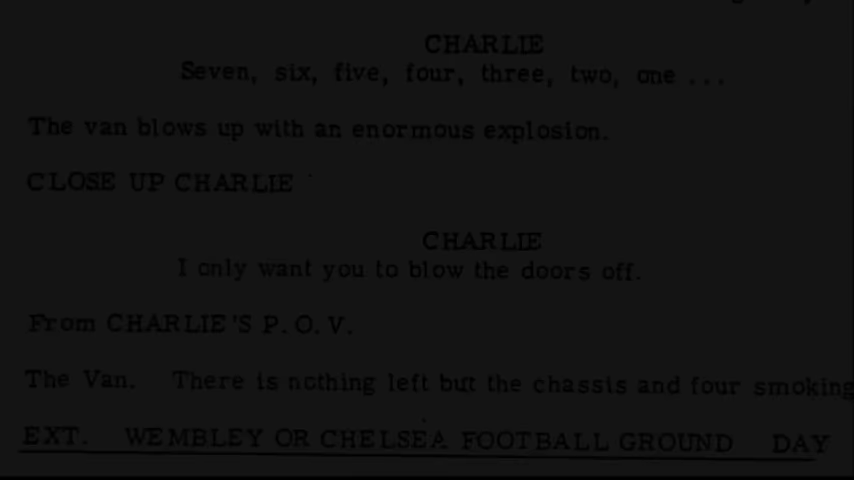 CHARLIE
Seven, six, five, four, three, two, one ...
The van blows up with an enormous explosion.
CLOSE UP CHARLIE
CHARLIE
I only want you to blow the doors off.
From CHARLIE'S P.O.V.
The Van. There is nothing left but the chassis and four smoking
EXT. WEMBLEY OR CHELSEA FOOTBALL GROUND DAY